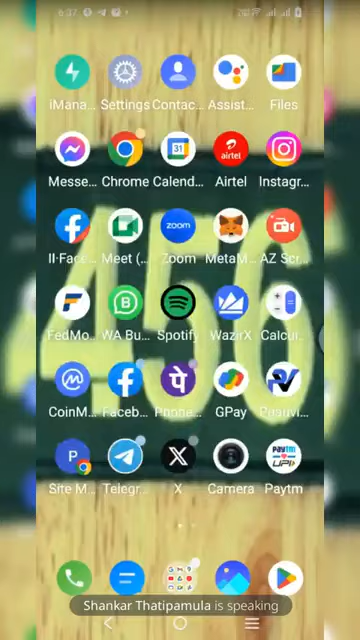 6:37
iMana... Settings Contac... Assist... Files
31
airtel
Messe... Chrome Calend... Airtel Instagr...
zoom
II·Face... Meet (... Zoom MetaM... AZ Scr...
B
FedMo... WA Bu... Spotify WazirX Calcul...
CoinM... Faceb... GPay
P
Paytm
UPI
Site M... Telegr... X Camera Paytm
456
Shankar Thatipamula is speaking